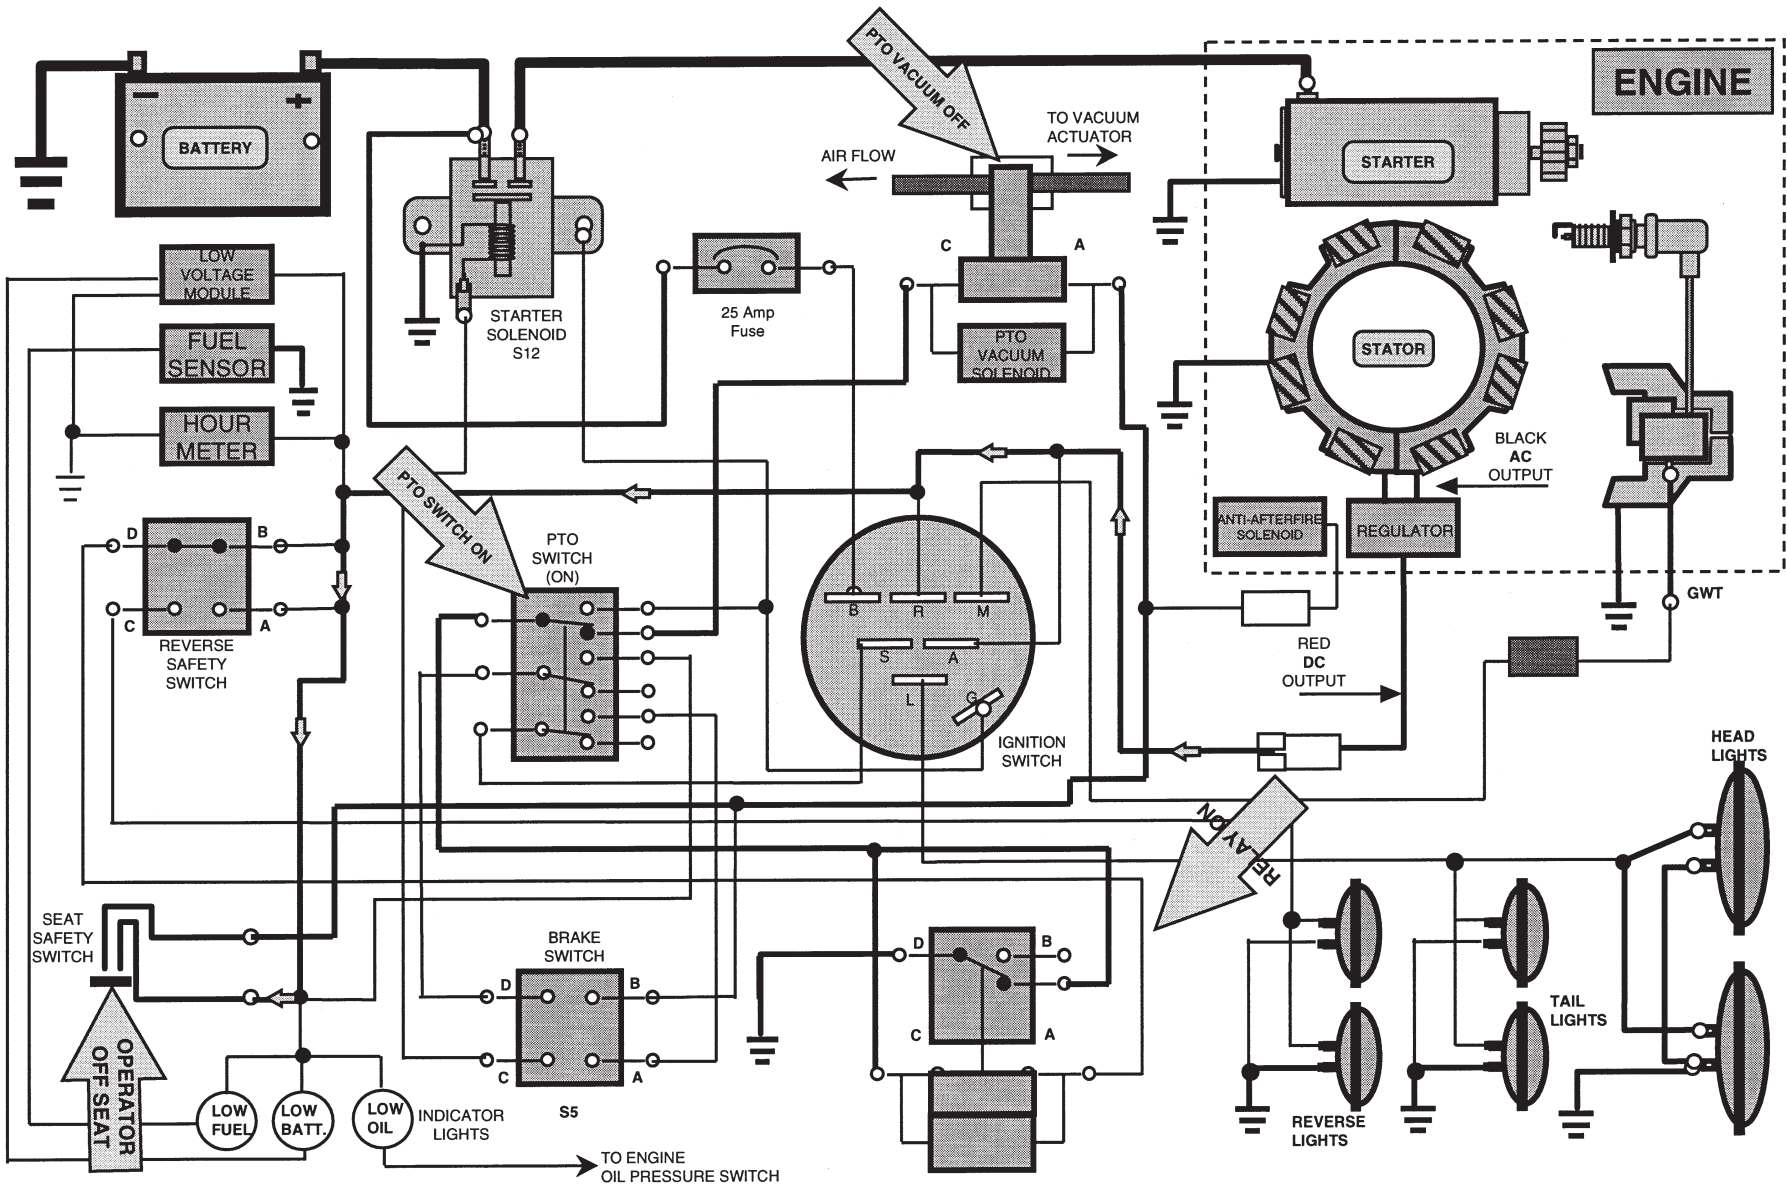 ENGINE
PTO VACUUM OFF
TO VACUUM
ACTUATOR
AIR FLOW
−
+
BATTERY
STARTER
C
A
LOW
VOLTAGE
MODULE
STARTER
SOLENOID
S12
25 Amp
Fuse
PTO
VACUUM
SOLENOID
FUEL
SENSOR
HOUR
METER
STATOR
BLACK
AC
OUTPUT
PTO SWITCH ON
ANTI-AFTERFIRE
SOLENOID
REGULATOR
D
B
C
A
REVERSE
SAFETY
SWITCH
PTO
SWITCH
(ON)
B
R
M
S
A
L
G
IGNITION
SWITCH
GWT
RED
DC
OUTPUT
HEAD
LIGHTS
RELAY ON
SEAT
SAFETY
SWITCH
BRAKE
SWITCH
D
B
C
A
S5
D
B
C
A
TAIL
LIGHTS
REVERSE
LIGHTS
OPERATOR
OFF SEAT
LOW
FUEL
LOW
BATT.
LOW
OIL
INDICATOR
LIGHTS
TO ENGINE
OIL PRESSURE SWITCH